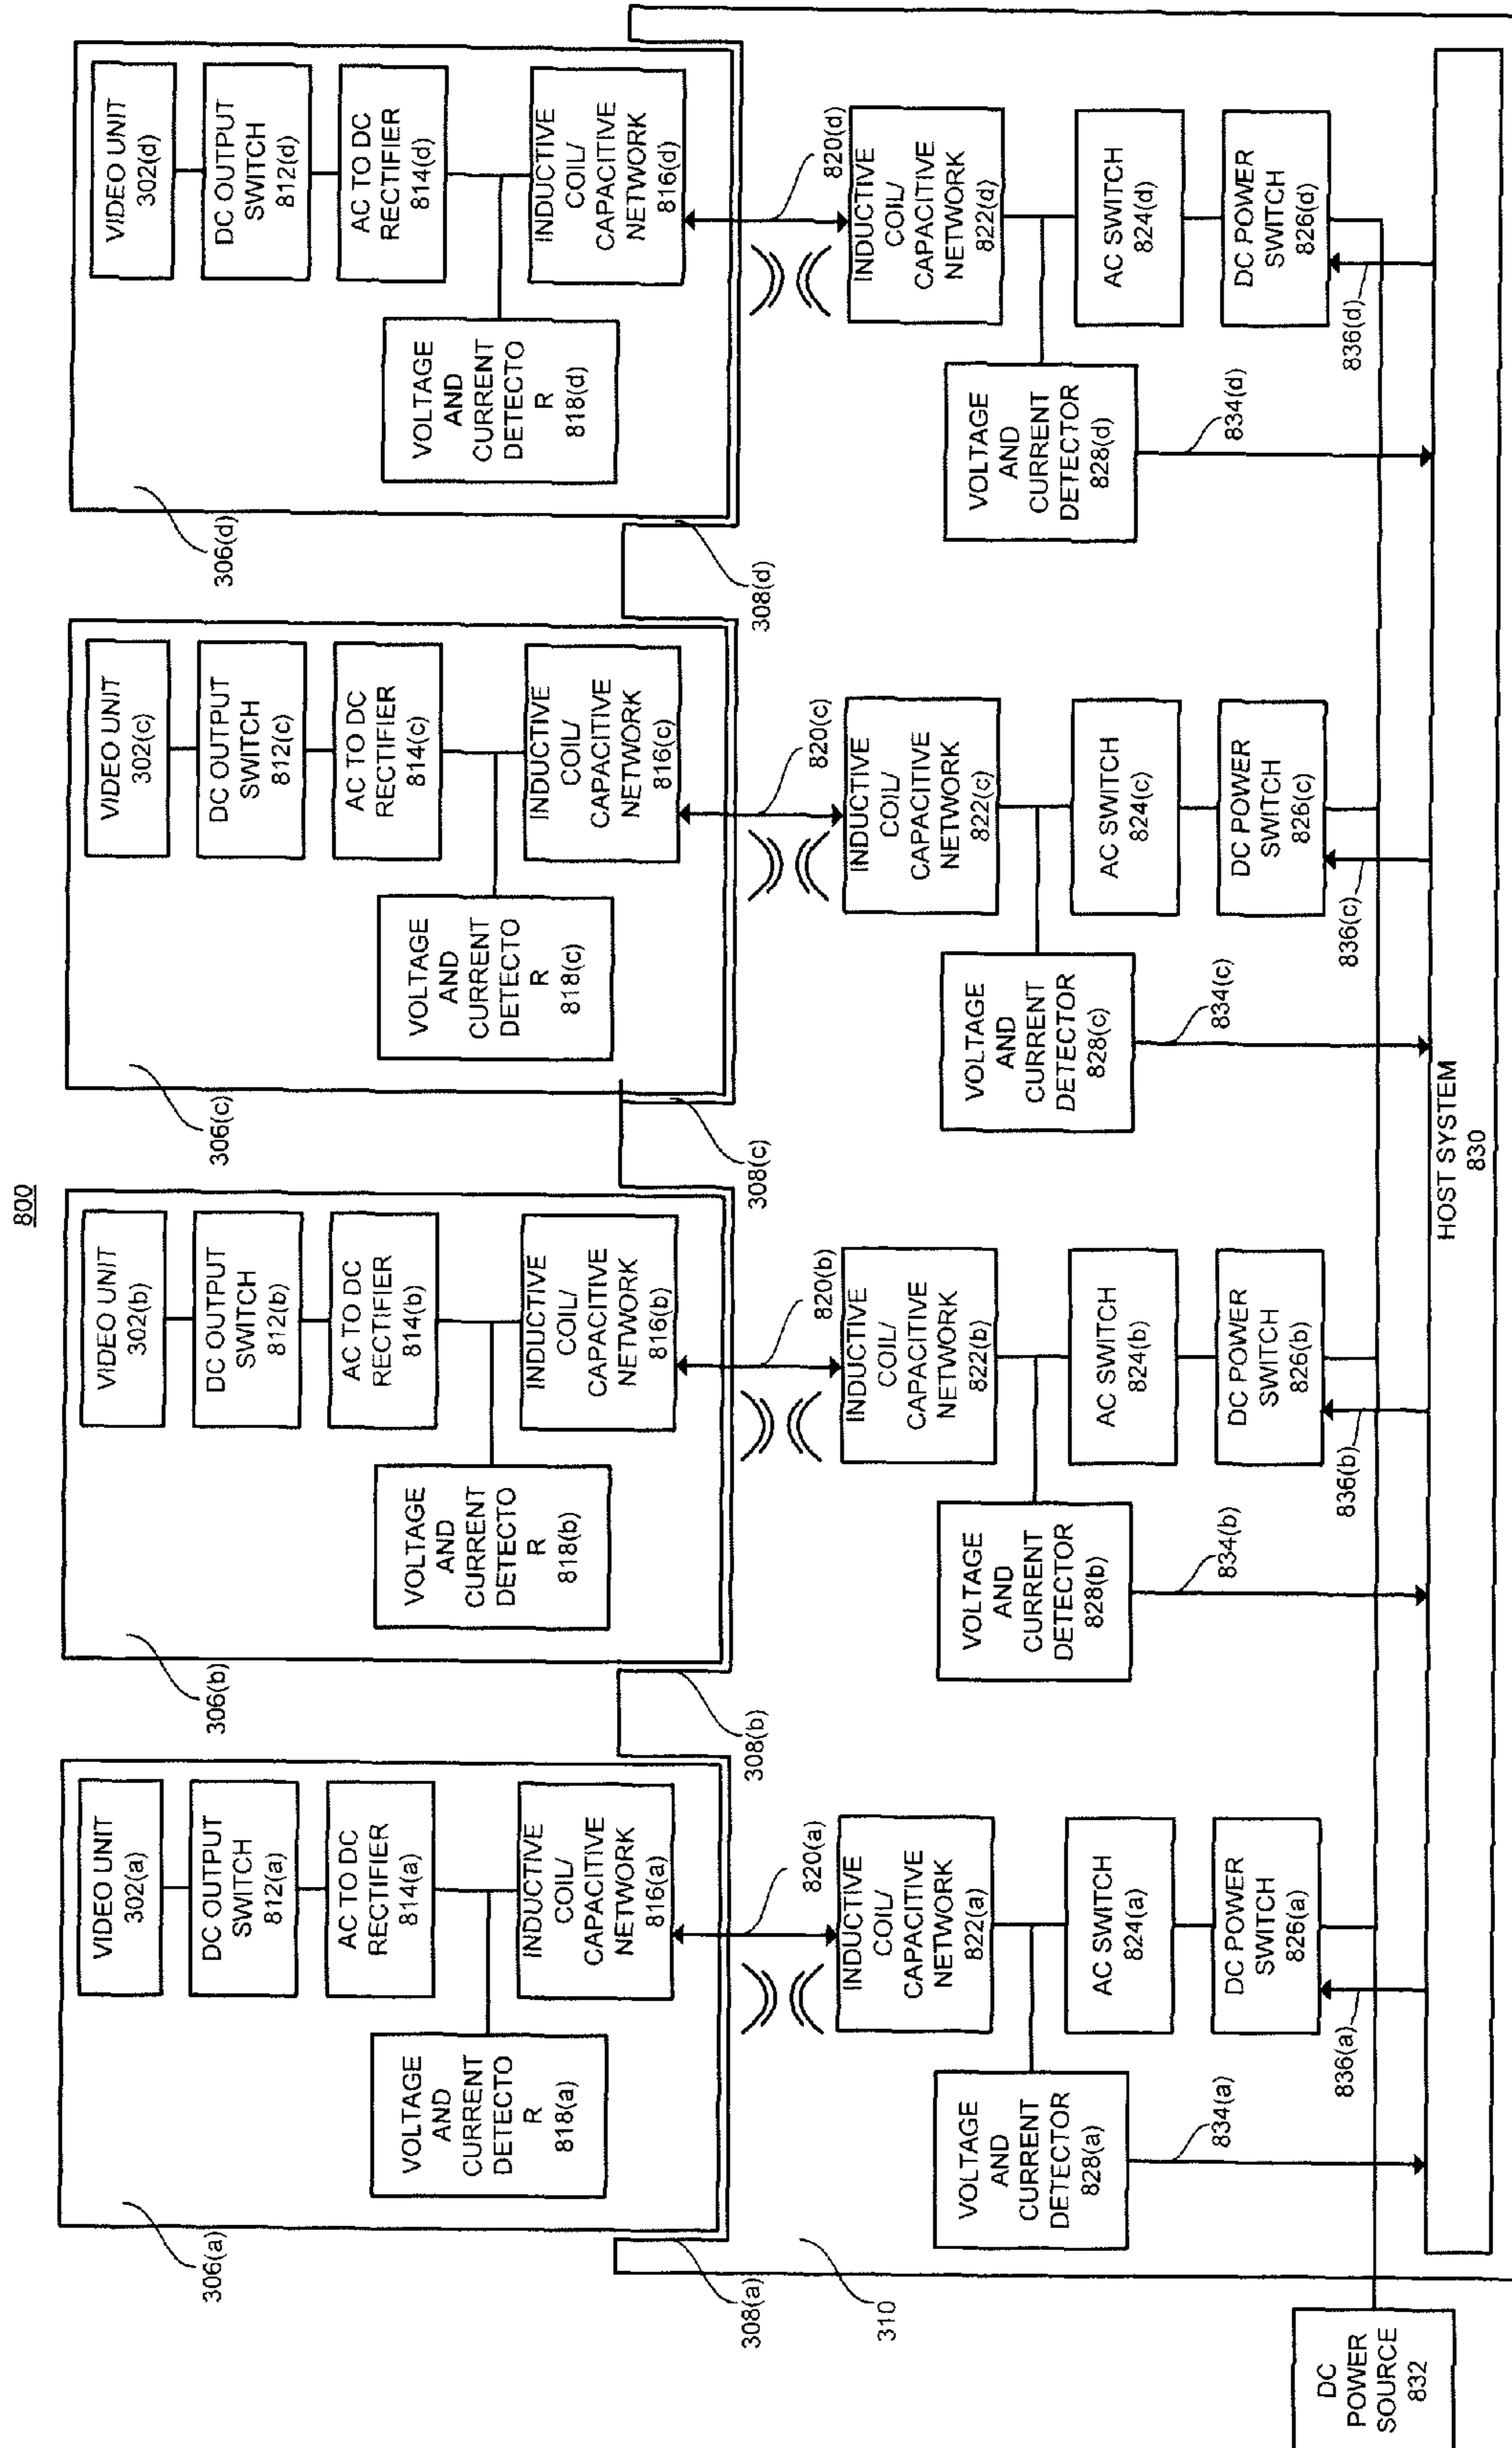 800
VIDEO UNIT
302(a)
DC OUTPUT
SWITCH
812(a)
AC TO DC
RECTIFIER
814(a)
VOLTAGE
AND
CURRENT
DETECTO
R
818(a)
INDUCTIVE
COIL/
CAPACITIVE
NETWORK
816(a)
306(a)
308(a)
310
820(a)
INDUCTIVE
COIL/
CAPACITIVE
NETWORK
822(a)
VOLTAGE
AND
CURRENT
DETECTOR
828(a)
AC SWITCH
824(a)
DC POWER
SWITCH
826(a)
834(a)
836(a)
VIDEO UNIT
302(b)
DC OUTPUT
SWITCH
812(b)
AC TO DC
RECTIFIER
814(b)
VOLTAGE
AND
CURRENT
DETECTO
R
818(b)
INDUCTIVE
COIL/
CAPACITIVE
NETWORK
816(b)
306(b)
308(b)
820(b)
INDUCTIVE
COIL/
CAPACITIVE
NETWORK
822(b)
VOLTAGE
AND
CURRENT
DETECTOR
828(b)
AC SWITCH
824(b)
DC POWER
SWITCH
826(b)
834(b)
836(b)
VIDEO UNIT
302(c)
DC OUTPUT
SWITCH
812(c)
AC TO DC
RECTIFIER
814(c)
VOLTAGE
AND
CURRENT
DETECTO
R
818(c)
INDUCTIVE
COIL/
CAPACITIVE
NETWORK
816(c)
306(c)
308(c)
820(c)
INDUCTIVE
COIL/
CAPACITIVE
NETWORK
822(c)
VOLTAGE
AND
CURRENT
DETECTOR
828(c)
AC SWITCH
824(c)
DC POWER
SWITCH
826(c)
834(c)
836(c)
VIDEO UNIT
302(d)
DC OUTPUT
SWITCH
812(d)
AC TO DC
RECTIFIER
814(d)
VOLTAGE
AND
CURRENT
DETECTO
R
818(d)
INDUCTIVE
COIL/
CAPACITIVE
NETWORK
816(d)
306(d)
308(d)
820(d)
INDUCTIVE
COIL/
CAPACITIVE
NETWORK
822(d)
VOLTAGE
AND
CURRENT
DETECTOR
828(d)
AC SWITCH
824(d)
DC POWER
SWITCH
826(d)
834(d)
836(d)
DC
POWER
SOURCE
832
HOST SYSTEM
830